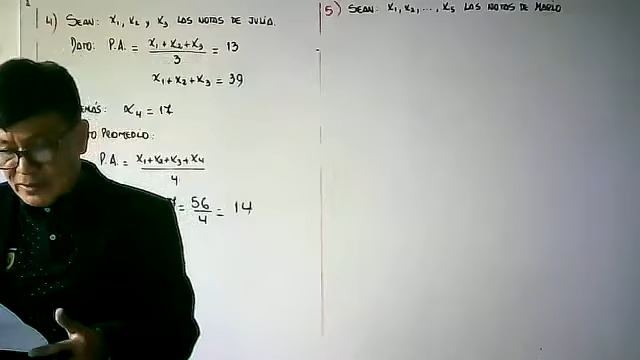 4) SEAN: x₁, x₂ y x₃ LAS NOTAS DE JULIA.
DATO: P.A. = (x₁ + x₂ + x₃)/3 = 13
x₁ + x₂ + x₃ = 39
x₄ = 17
PROMEDIO:
P.A. = (x₁ + x₂ + x₃ + x₄)/4
= 56/4 = 14
5) SEAN: x₁, x₂, ..., x₅ LAS NOTAS DE MARIO